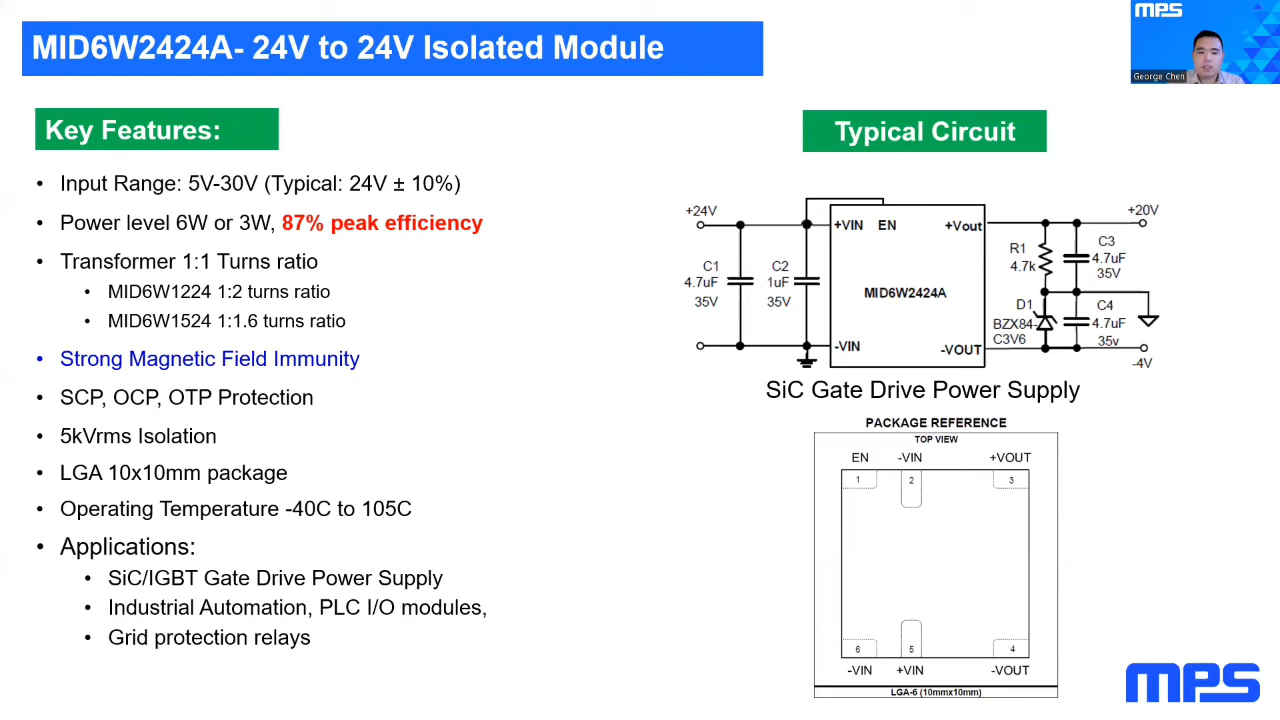 MID6W2424A- 24V to 24V Isolated Module
mps
George Chen
Key Features:
• Input Range: 5V-30V (Typical: 24V ± 10%)
• Power level 6W or 3W, 87% peak efficiency
• Transformer 1:1 Turns ratio
• MID6W1224 1:2 turns ratio
• MID6W1524 1:1.6 turns ratio
• Strong Magnetic Field Immunity
• SCP, OCP, OTP Protection
• 5kVrms Isolation
• LGA 10x10mm package
• Operating Temperature -40C to 105C
• Applications:
• SiC/IGBT Gate Drive Power Supply
• Industrial Automation, PLC I/O modules,
• Grid protection relays
Typical Circuit
+24V
+20V
+VIN EN +Vout
C1
4.7uF
35V
C2
1uF
35V
MID6W2424A
R1
4.7k
C3
4.7uF
35V
D1
BZX84-
C3V6
C4
4.7uF
35v
-VIN -VOUT
-4V
SiC Gate Drive Power Supply
PACKAGE REFERENCE
TOP VIEW
EN -VIN +VOUT
1 2 3
6 5 4
-VIN +VIN -VOUT
LGA-6 (10mmx10mm)
mps